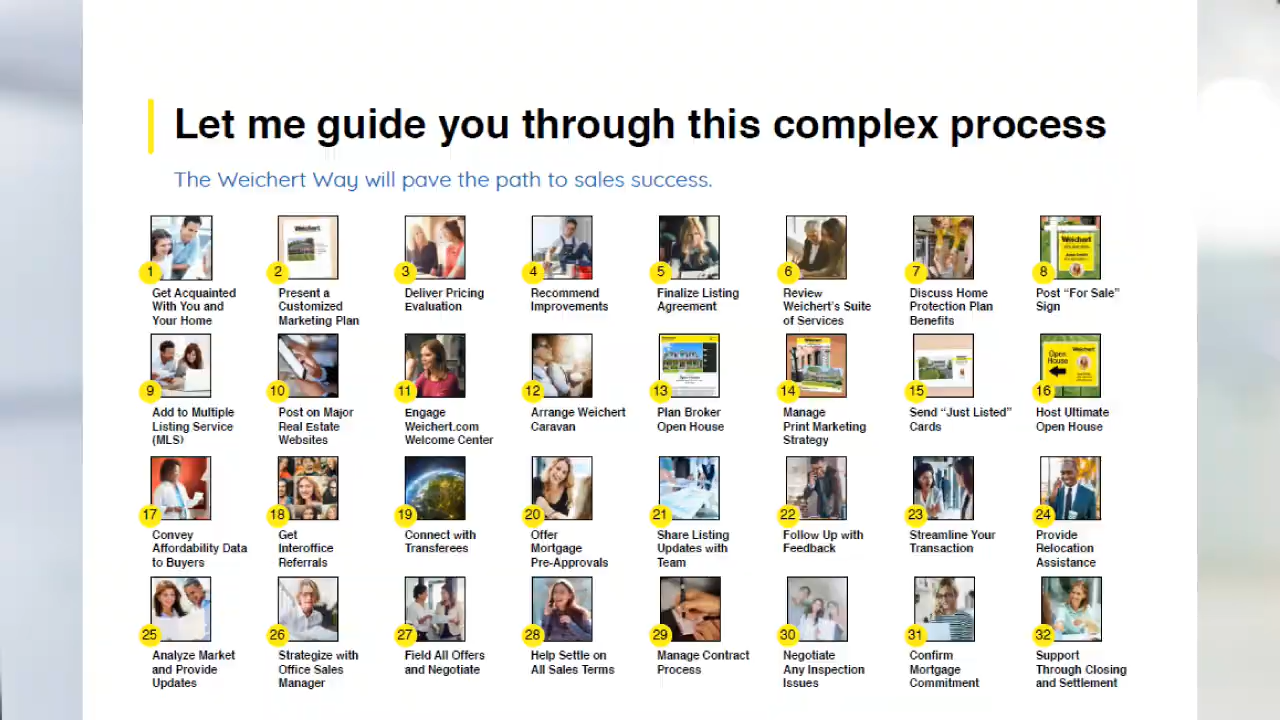 Let me guide you through this complex process
The Weichert Way will pave the path to sales success.
1
Get Acquainted
With You and
Your Home
Weichert
2
Present a
Customized
Marketing Plan
3
Deliver Pricing
Evaluation
4
Recommend
Improvements
5
Finalize Listing
Agreement
6
Review
Weichert's Suite
of Services
7
Discuss Home
Protection Plan
Benefits
Weichert
8
Post “For Sale”
Sign
9
Add to Multiple
Listing Service
(MLS)
10
Post on Major
Real Estate
Websites
11
Engage
Weichert.com
Welcome Center
12
Arrange Weichert
Caravan
Open House
13
Plan Broker
Open House
14
Manage
Print Marketing
Strategy
15
Send “Just Listed”
Cards
Weichert
Open
House
16
Host Ultimate
Open House
17
Convey
Affordability Data
to Buyers
18
Get
Interoffice
Referrals
19
Connect with
Transferees
20
Offer
Mortgage
Pre-Approvals
21
Share Listing
Updates with
Team
22
Follow Up with
Feedback
23
Streamline Your
Transaction
24
Provide
Relocation
Assistance
25
Analyze Market
and Provide
Updates
26
Strategize with
Office Sales
Manager
27
Field All Offers
and Negotiate
28
Help Settle on
All Sales Terms
29
Manage Contract
Process
30
Negotiate
Any Inspection
Issues
31
Confirm
Mortgage
Commitment
32
Support
Through Closing
and Settlement